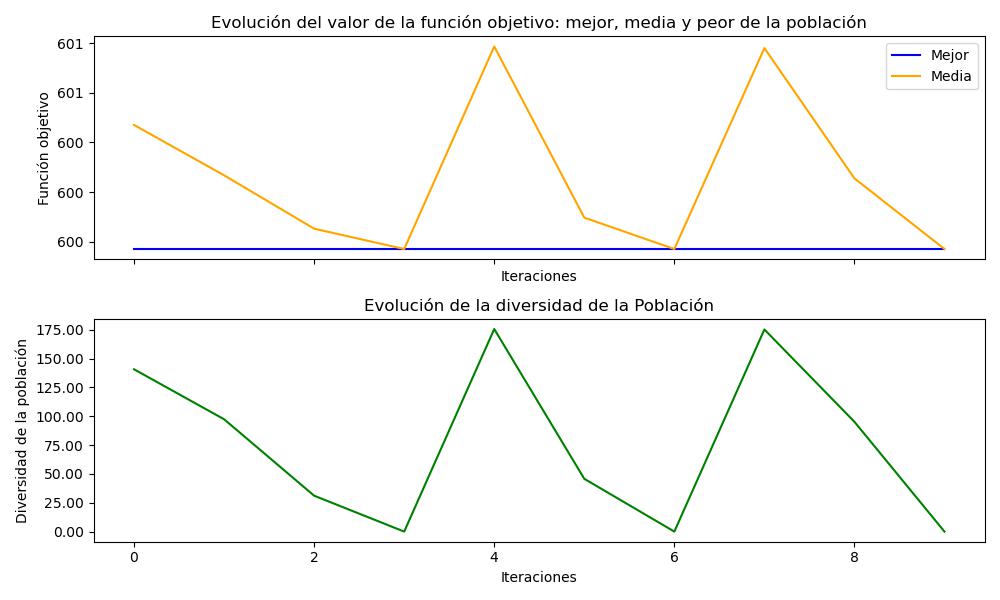 Evolución del valor de la función objetivo: mejor, media y peor de la población
601
601
600
600
600
Función objetivo
Mejor
Media
Iteraciones
Evolución de la diversidad de la Población
175.00
150.00
125.00
100.00
75.00
50.00
25.00
0.00
Diversidad de la población
0 2 4 6 8
Iteraciones